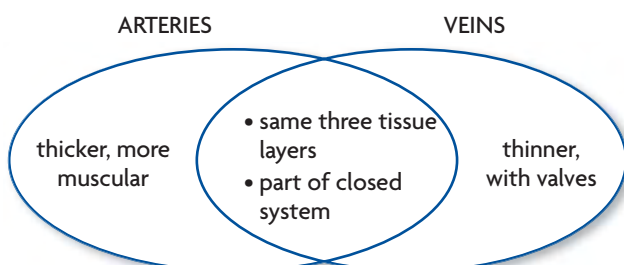 ARTERIES
VEINS
thicker, more
muscular
• same three tissue
layers
• part of closed
system
thinner,
with valves